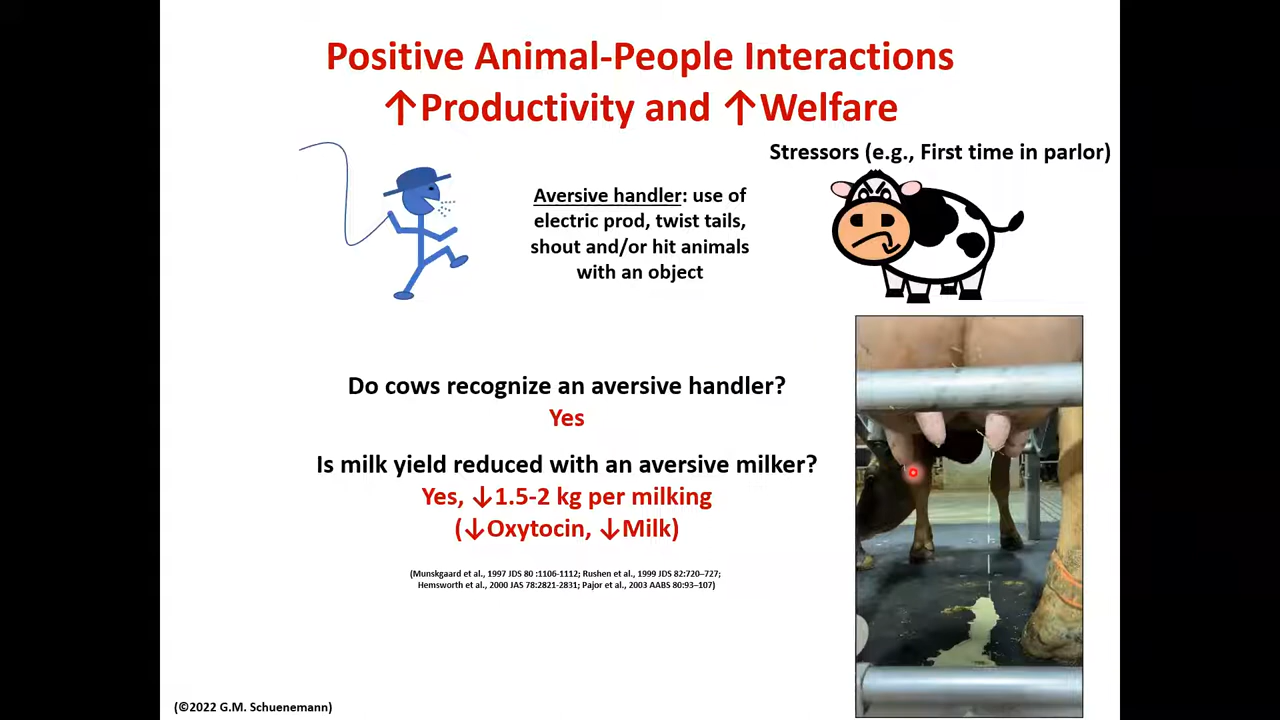 Positive Animal-People Interactions
↑Productivity and ↑Welfare
Stressors (e.g., First time in parlor)
Aversive handler: use of
electric prod, twist tails,
shout and/or hit animals
with an object
Do cows recognize an aversive handler?
Yes
Is milk yield reduced with an aversive milker?
Yes, ↓1.5-2 kg per milking
(↓Oxytocin, ↓Milk)
(Munskgaard et al., 1997 JDS 80 :1106-1112; Rushen et al., 1999 JDS 82:720–727;
Hemsworth et al., 2000 JAS 78:2821-2831; Pajor et al., 2003 AABS 80:93–107)
(©2022 G.M. Schuenemann)